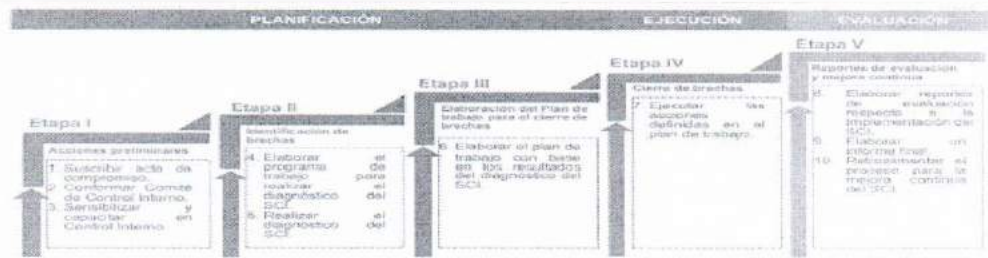 PLANIFICACIÓN
EJECUCIÓN
EVALUACIÓN
Etapa I
Acciones preliminares
1. Suscribir acta de
compromiso.
2. Conformar Comité
de Control Interno.
3. Sensibilizar y
capacitar en
Control Interno
Etapa II
Identificación de
brechas
4. Elaborar el
programa de
trabajo para
realizar el
diagnóstico del
SCI.
5. Realizar el
diagnóstico del
SCI.
Etapa III
Elaboración del Plan de
trabajo para el cierre de
brechas
6. Elaborar el plan de
trabajo con base
en los resultados
del diagnóstico del
SCI.
Etapa IV
Cierre de brechas
7. Ejecutar las
acciones
definidas en el
plan de trabajo.
Etapa V
Reportes de evaluación
y mejora continua
8. Elaborar reportes
de evaluación
respecto a la
implementación del
SCI.
9. Elaborar un
informe final.
10. Retroalimentar el
proceso para la
mejora continua
del SCI.